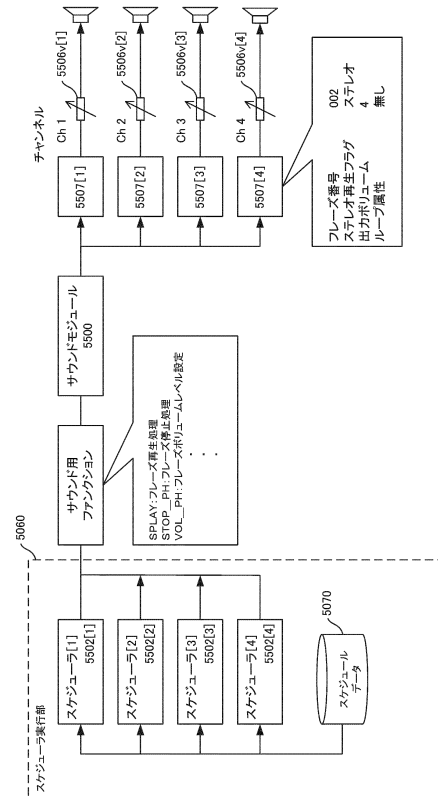 スケジューラ実行部
5060
スケジューラ[1]
5502[1]
スケジューラ[2]
5502[2]
スケジューラ[3]
5502[3]
スケジューラ[4]
5502[4]
5070
スケジュール
データ
サウンド用
ファンクション
SPLAY:フレーズ再生処理
STOP_PH:フレーズ停止処理
VOL_PH:フレーズボリュームレベル設定
・
・
・
サウンドモジュール
5500
チャンネル
5507[1]
Ch 1
5506v[1]
5507[2]
Ch 2
5506v[2]
5507[3]
Ch 3
5506v[3]
5507[4]
Ch 4
5506v[4]
フレーズ番号 002
ステレオ再生フラグ ステレオ
出力ボリューム 4
ループ属性 無し